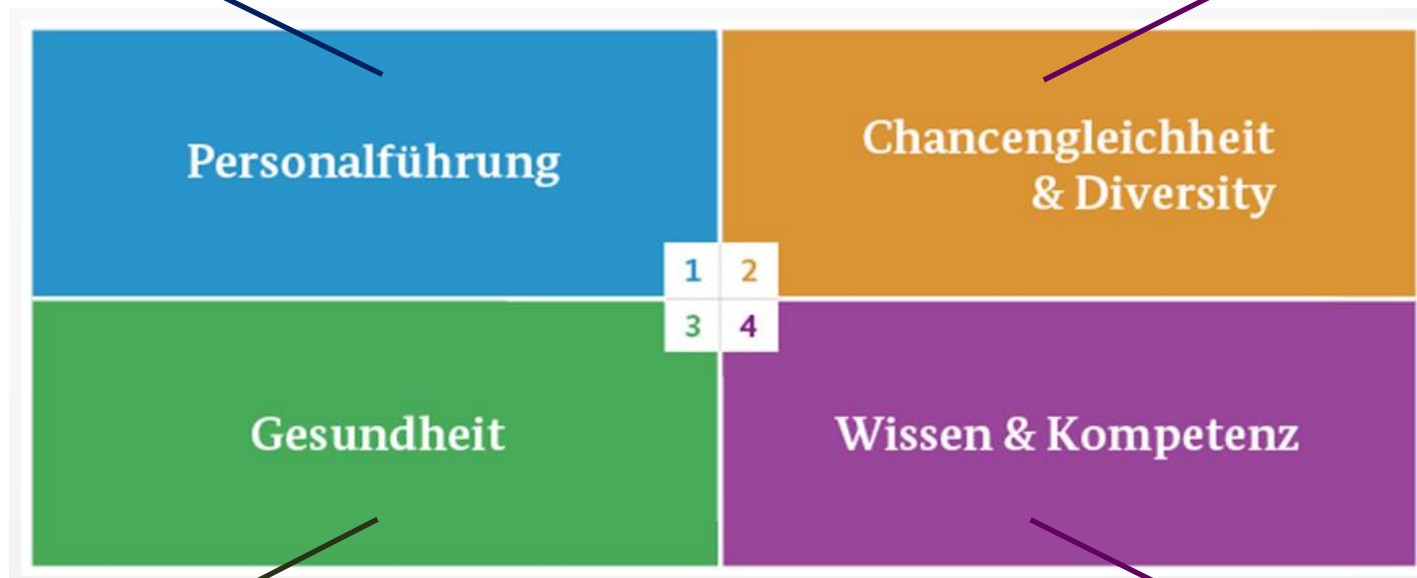 Personalführung
Chancengleichheit
& Diversity
1 2
3 4
Gesundheit
Wissen & Kompetenz